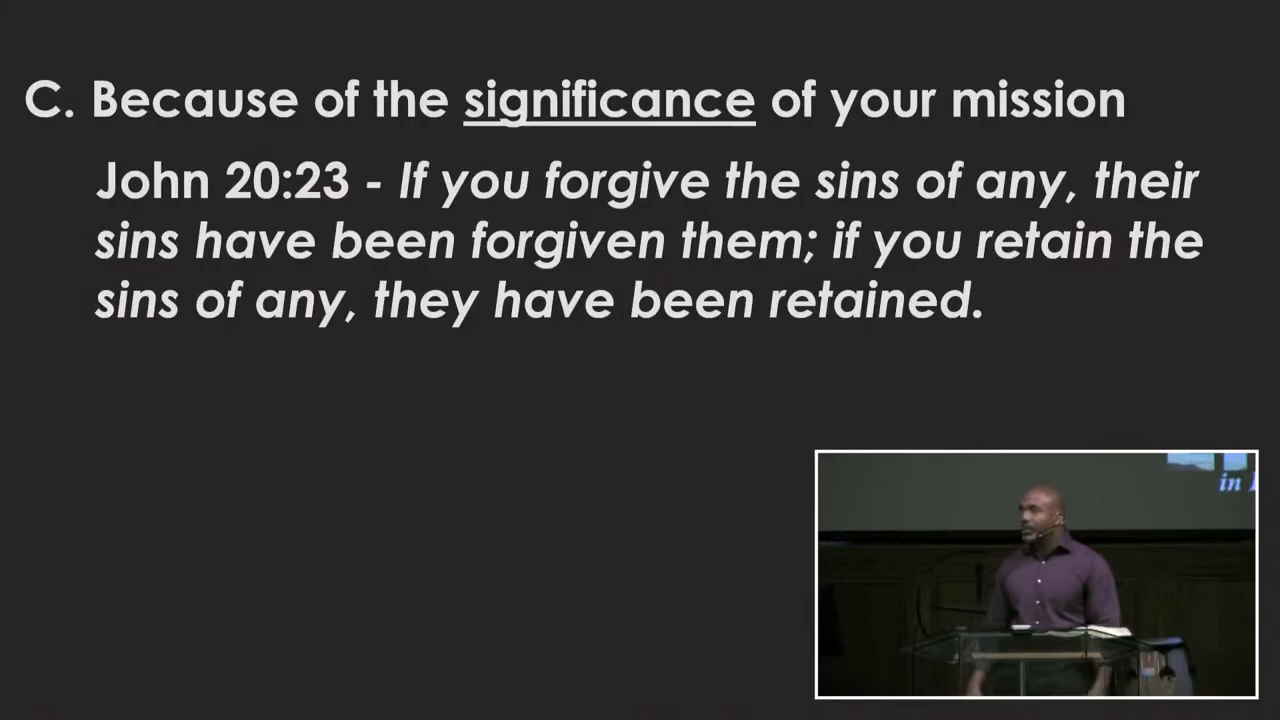 C. Because of the significance of your mission
John 20:23 - If you forgive the sins of any, their
sins have been forgiven them; if you retain the
sins of any, they have been retained.
in